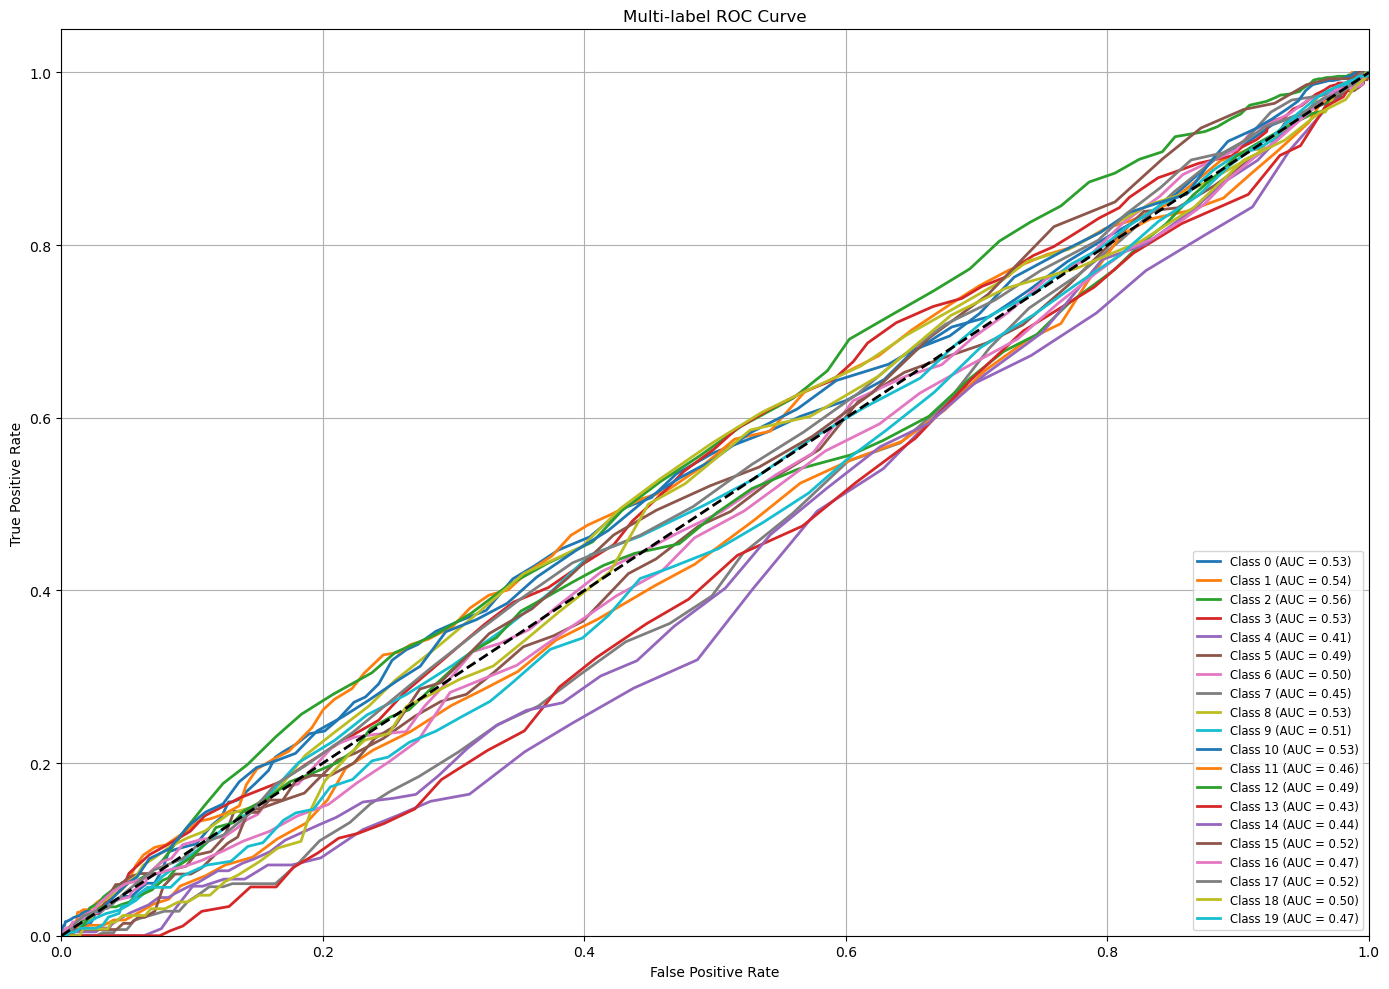 Multi-label ROC Curve
True Positive Rate
1.0
0.8
0.6
0.4
0.2
0.0
0.0 0.2 0.4 0.6 0.8 1.0
False Positive Rate
Class 0 (AUC = 0.53)
Class 1 (AUC = 0.54)
Class 2 (AUC = 0.56)
Class 3 (AUC = 0.53)
Class 4 (AUC = 0.41)
Class 5 (AUC = 0.49)
Class 6 (AUC = 0.50)
Class 7 (AUC = 0.45)
Class 8 (AUC = 0.53)
Class 9 (AUC = 0.51)
Class 10 (AUC = 0.53)
Class 11 (AUC = 0.46)
Class 12 (AUC = 0.49)
Class 13 (AUC = 0.43)
Class 14 (AUC = 0.44)
Class 15 (AUC = 0.52)
Class 16 (AUC = 0.47)
Class 17 (AUC = 0.52)
Class 18 (AUC = 0.50)
Class 19 (AUC = 0.47)